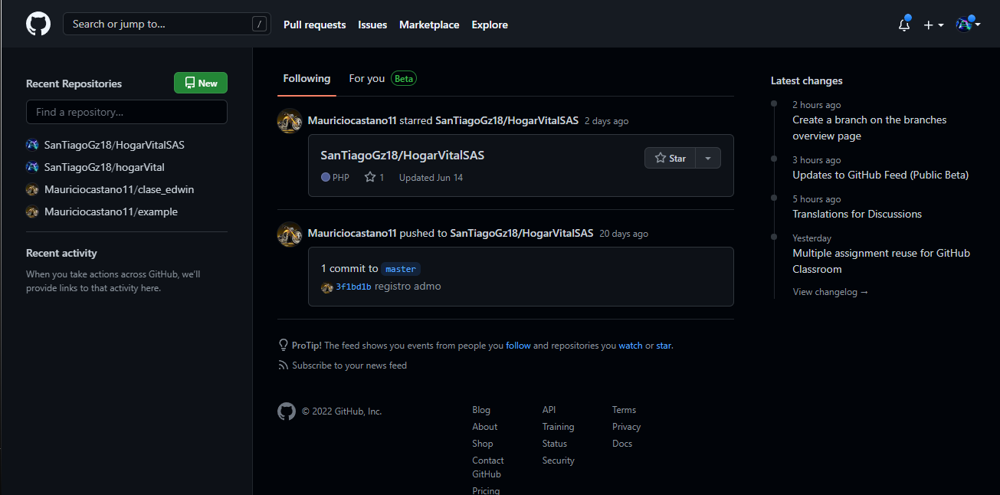 Search or jump to... /
Pull requests Issues Marketplace Explore
Recent Repositories New
Find a repository...
SanTiagoGz18/HogarVitalSAS
SanTiagoGz18/hogarVital
Mauriciocastano11/clase_edwin
Mauriciocastano11/example
Recent activity
When you take actions across GitHub, we'll
provide links to that activity here.
Following For you Beta
Mauriciocastano11 starred SanTiagoGz18/HogarVitalSAS 2 days ago
SanTiagoGz18/HogarVitalSAS Star
PHP 1 Updated Jun 14
Mauriciocastano11 pushed to SanTiagoGz18/HogarVitalSAS 20 days ago
1 commit to master
3f1bd1b registro admo
ProTip! The feed shows you events from people you follow and repositories you watch or star.
Subscribe to your news feed
Latest changes
2 hours ago
Create a branch on the branches
overview page
3 hours ago
Updates to GitHub Feed (Public Beta)
5 hours ago
Translations for Discussions
Yesterday
Multiple assignment reuse for GitHub
Classroom
View changelog →
© 2022 GitHub, Inc.
Blog
About
Shop
Contact
GitHub
Pricing
API
Training
Status
Security
Terms
Privacy
Docs